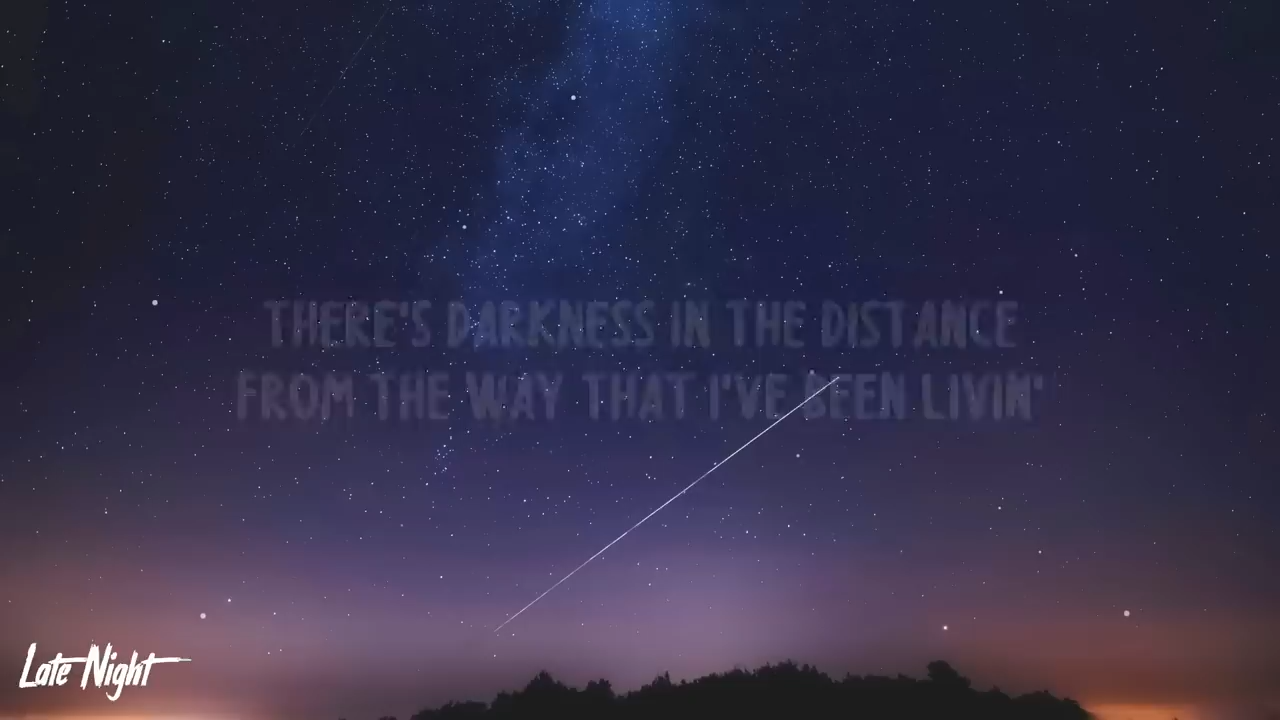 THERE'S DARKNESS IN THE DISTANCE
FROM THE WAY THAT I'VE BEEN LIVIN'
Late Night